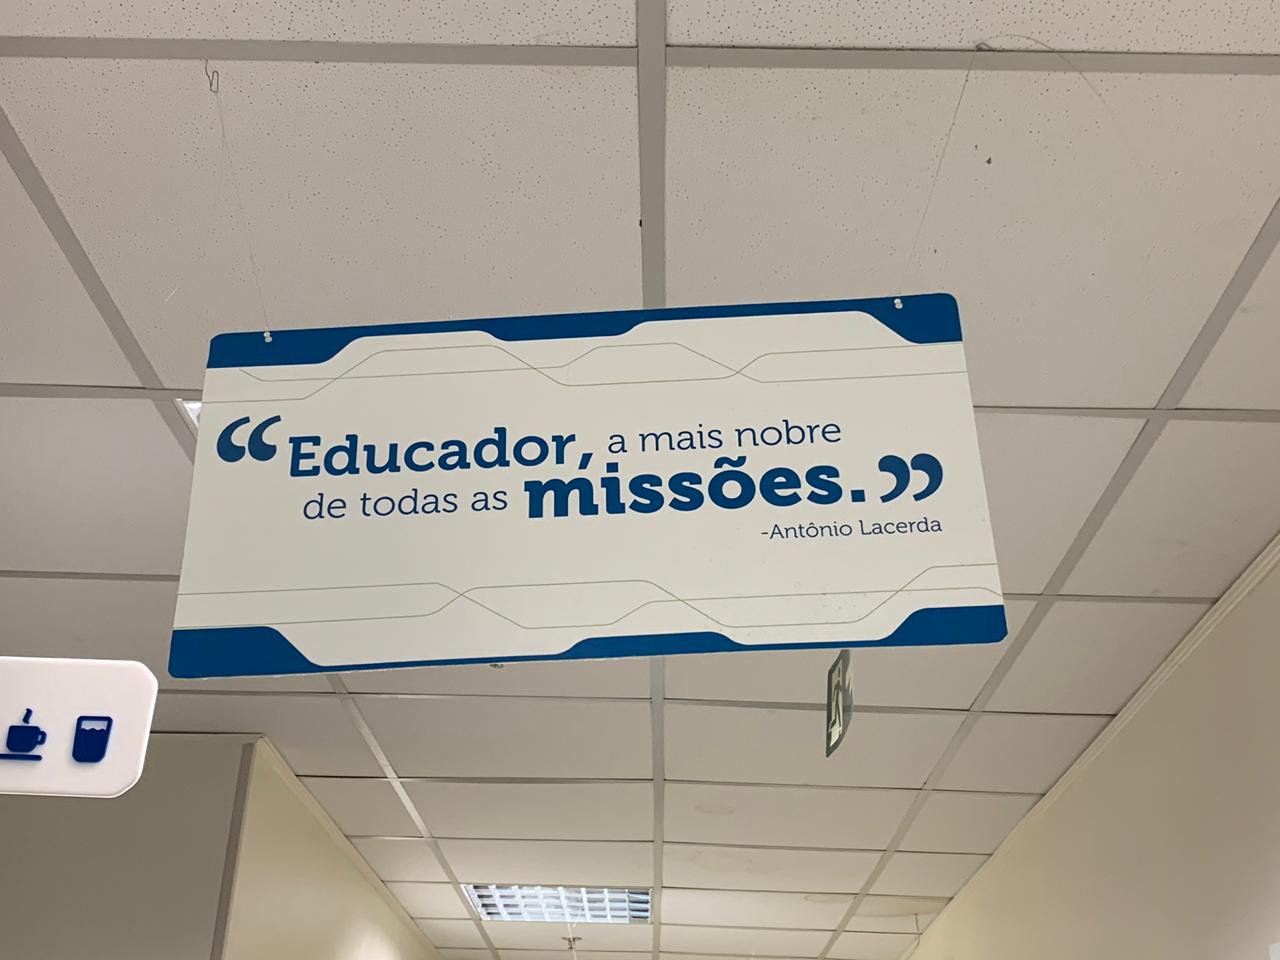 “Educador, a mais nobre
de todas as missões.”
-Antônio Lacerda